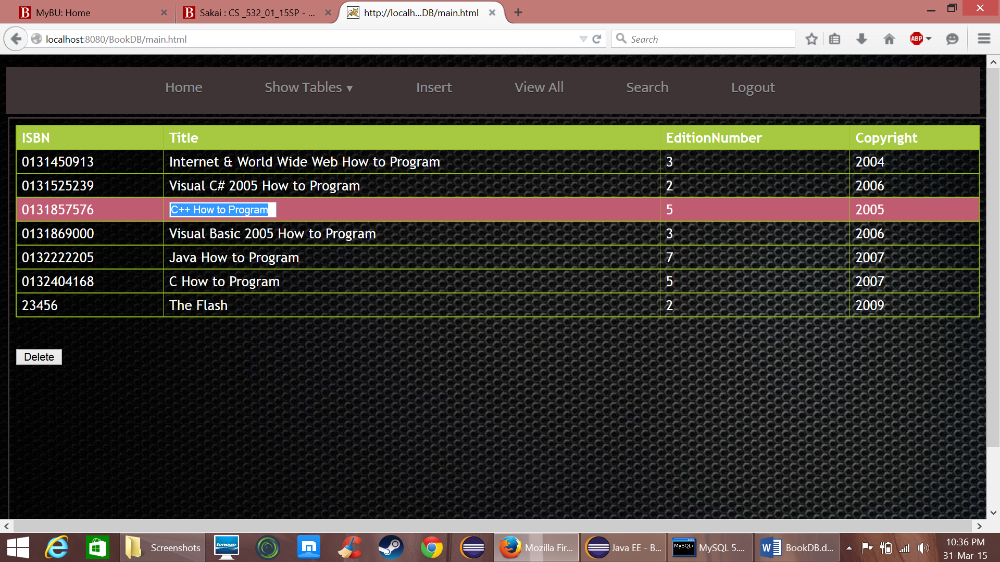 MyBU: Home
Sakai : CS _532_01_15SP - ...
http://localh...DB/main.html
localhost:8080/BookDB/main.html
Search
ABP
Home Show Tables ▾ Insert View All Search Logout
ISBN Title EditionNumber Copyright
0131450913 Internet & World Wide Web How to Program 3 2004
0131525239 Visual C# 2005 How to Program 2 2006
0131857576 C++ How to Program 5 2005
0131869000 Visual Basic 2005 How to Program 3 2006
0132222205 Java How to Program 7 2007
0132404168 C How to Program 5 2007
23456 The Flash 2 2009
Delete
Screenshots
lenovo
Mozilla Fir...
Java EE - B...
MySQL>
MySQL 5....
BookDB.d...
10:36 PM
31-Mar-15